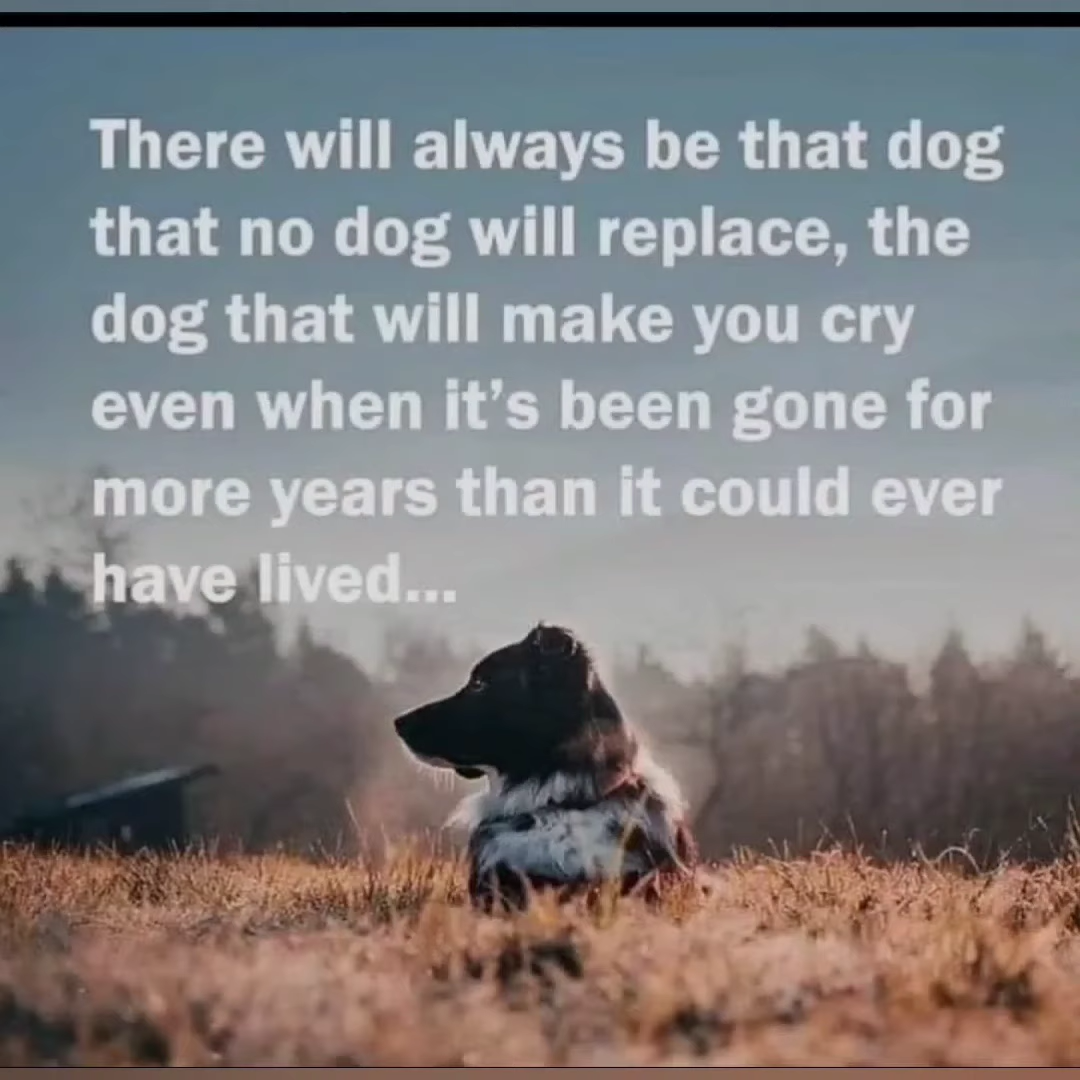 There will always be that dog
that no dog will replace, the
dog that will make you cry
even when it’s been gone for
more years than it could ever
have lived...